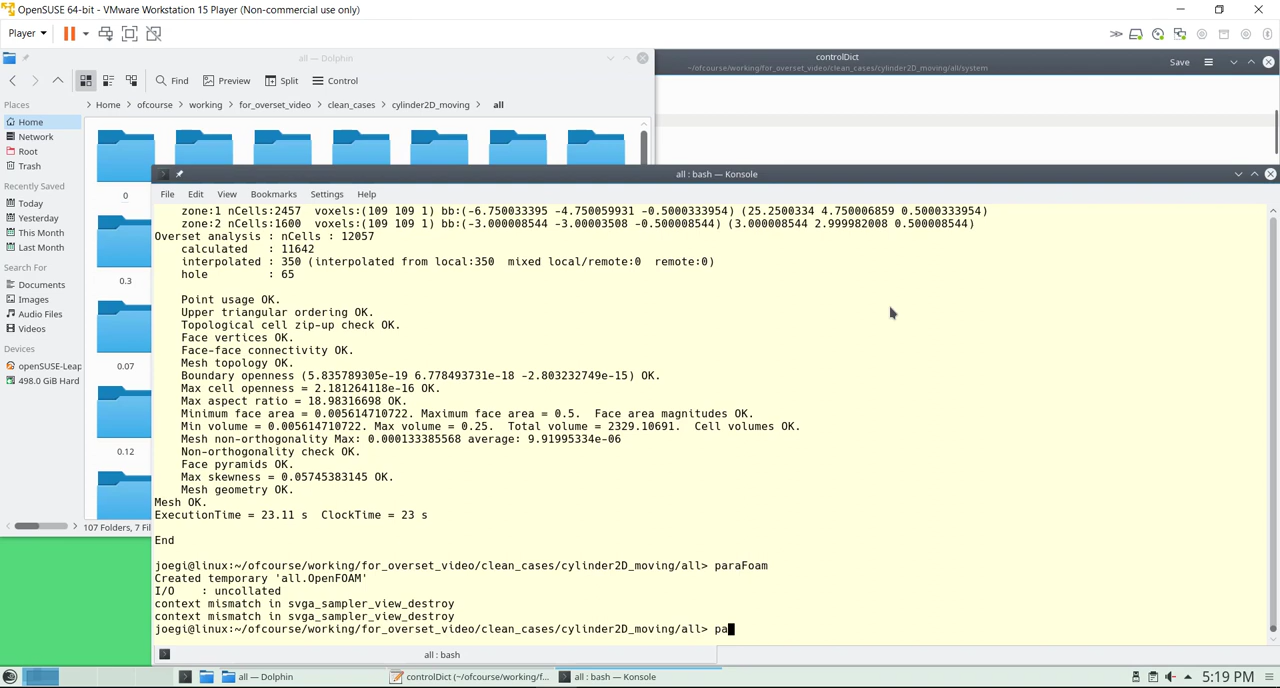 OpenSUSE 64-bit - VMware Workstation 15 Player (Non-commercial use only)
Player
all — Dolphin
Find Preview Split Control
Places
Home
Network
Root
Trash
Recently Saved
Today
Yesterday
This Month
Last Month
Search For
Documents
Images
Audio Files
Videos
Devices
openSUSE-Leap
498.0 GiB Hard
Home > ofcourse > working > for_overset_video > clean_cases > cylinder2D_moving > all
0
0.3
0.07
0.12
107 Folders, 7 Fil
controlDict
~/ofcourse/working/for_overset_video/clean_cases/cylinder2D_moving/all/system
Save
all : bash — Konsole
File Edit View Bookmarks Settings Help
zone:1 nCells:2457 voxels:(109 109 1) bb:(-6.750033395 -4.750059931 -0.5000333954) (25.2500334 4.750006859 0.5000333954)
zone:2 nCells:1600 voxels:(109 109 1) bb:(-3.000008544 -3.00003508 -0.500008544) (3.000008544 2.999982008 0.500008544)
Overset analysis : nCells : 12057
calculated : 11642
interpolated : 350 (interpolated from local:350 mixed local/remote:0 remote:0)
hole : 65
Point usage OK.
Upper triangular ordering OK.
Topological cell zip-up check OK.
Face vertices OK.
Face-face connectivity OK.
Mesh topology OK.
Boundary openness (5.835789305e-19 6.778493731e-18 -2.803232749e-15) OK.
Max cell openness = 2.181264118e-16 OK.
Max aspect ratio = 18.98316698 OK.
Minimum face area = 0.005614710722. Maximum face area = 0.5. Face area magnitudes OK.
Min volume = 0.005614710722. Max volume = 0.25. Total volume = 2329.10691. Cell volumes OK.
Mesh non-orthogonality Max: 0.000133385568 average: 9.91995334e-06
Non-orthogonality check OK.
Face pyramids OK.
Max skewness = 0.05745383145 OK.
Mesh geometry OK.
Mesh OK.
ExecutionTime = 23.11 s ClockTime = 23 s
End
joegi@linux:~/ofcourse/working/for_overset_video/clean_cases/cylinder2D_moving/all> paraFoam
Created temporary 'all.OpenFOAM'
I/O : uncollated
context mismatch in svga_sampler_view_destroy
context mismatch in svga_sampler_view_destroy
joegi@linux:~/ofcourse/working/for_overset_video/clean_cases/cylinder2D_moving/all> pa
all : bash
all — Dolphin
controlDict (~/ofcourse/working/f...
all : bash — Konsole
5:19 PM